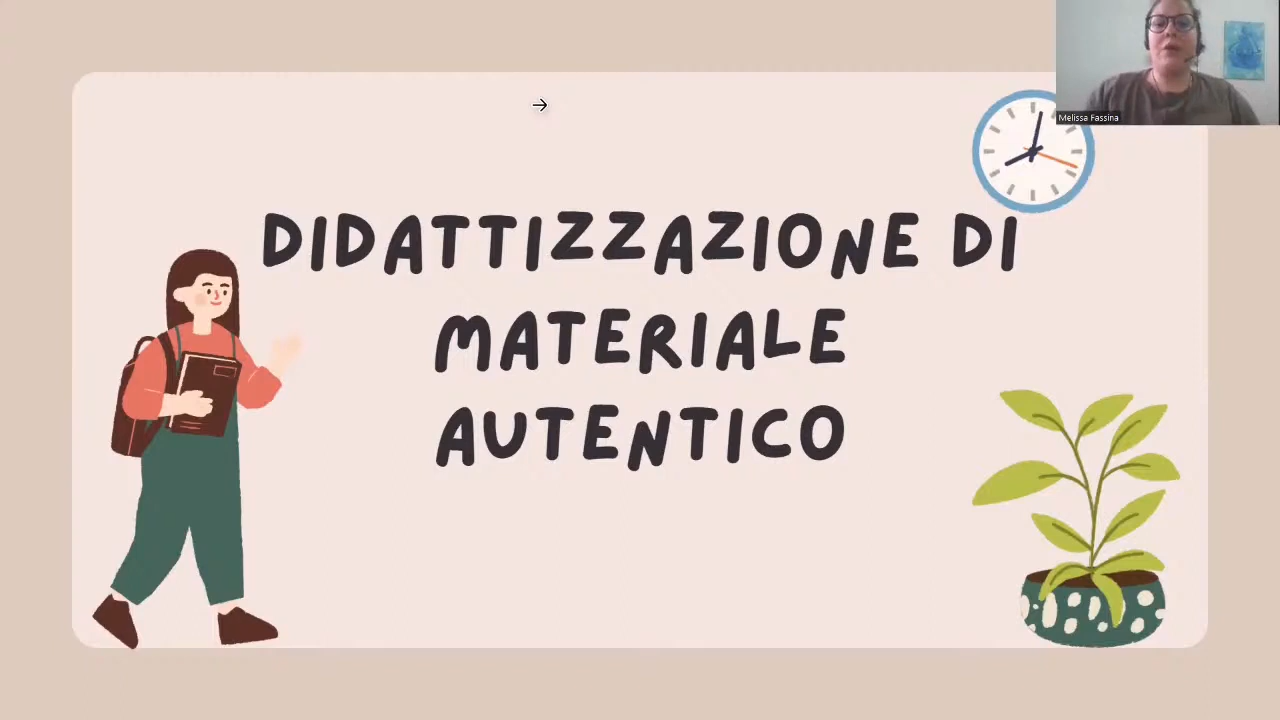 Melissa Fassina
DIDATTIZZAZIONE DI
MATERIALE
AUTENTICO